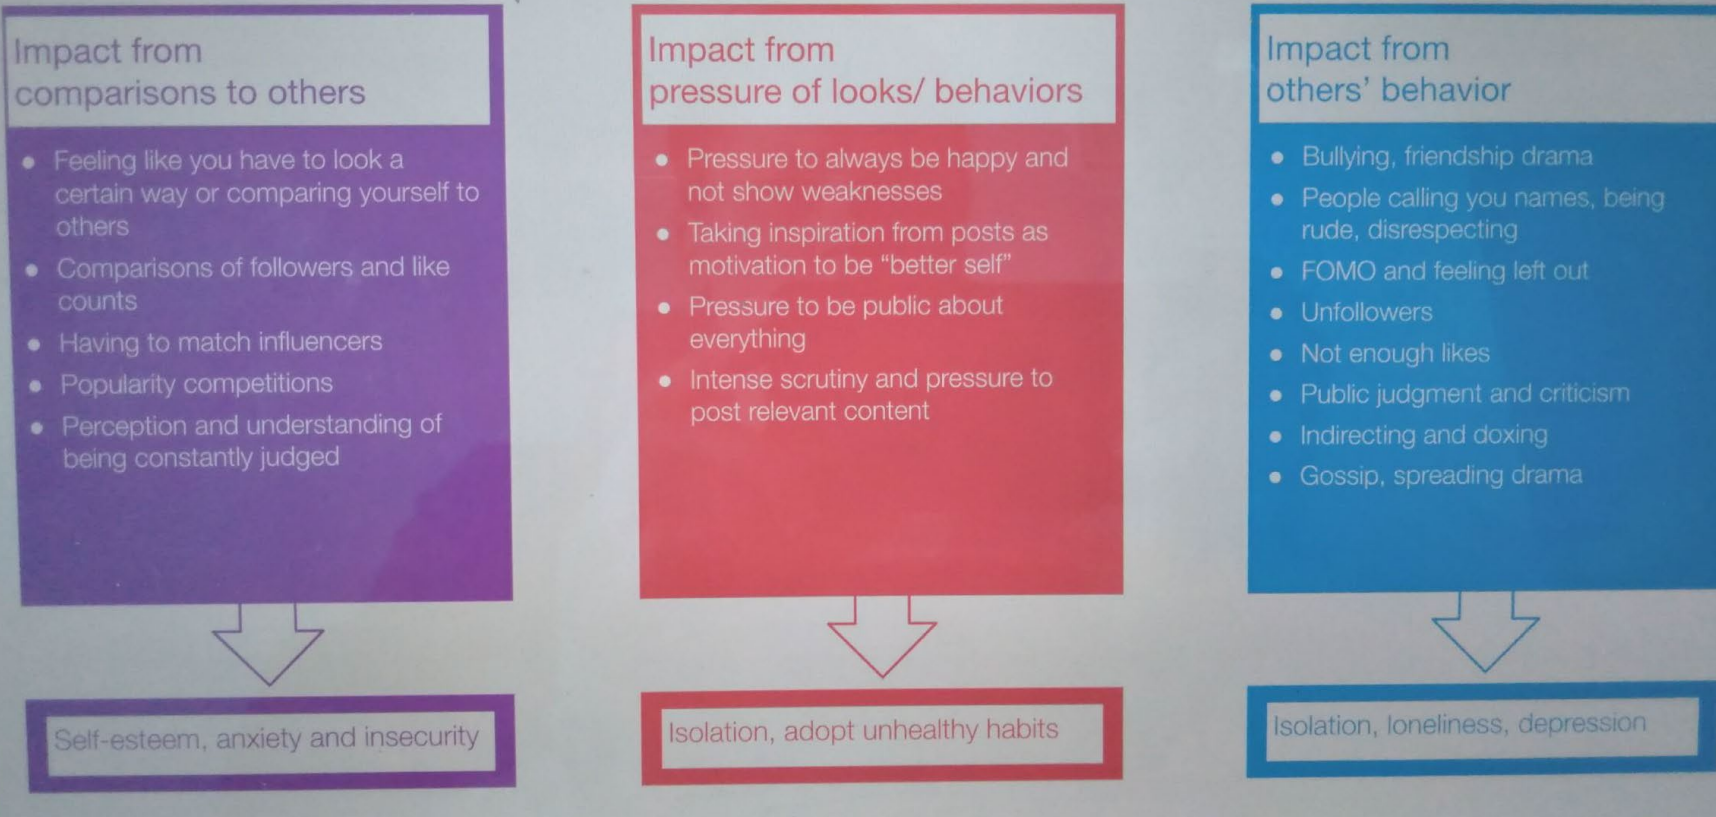 Impact from
comparisons to others
● Feeling like you have to look a
certain way or comparing yourself to
others
● Comparisons of followers and like
counts
● Having to match influencers
● Popularity competitions
● Perception and understanding of
being constantly judged
Self-esteem, anxiety and insecurity
Impact from
pressure of looks/ behaviors
● Pressure to always be happy and
not show weaknesses
● Taking inspiration from posts as
motivation to be “better self”
● Pressure to be public about
everything
● Intense scrutiny and pressure to
post relevant content
Isolation, adopt unhealthy habits
Impact from
others’ behavior
● Bullying, friendship drama
● People calling you names, being
rude, disrespecting
● FOMO and feeling left out
● Unfollowers
● Not enough likes
● Public judgment and criticism
● Indirecting and doxing
● Gossip, spreading drama
Isolation, loneliness, depression